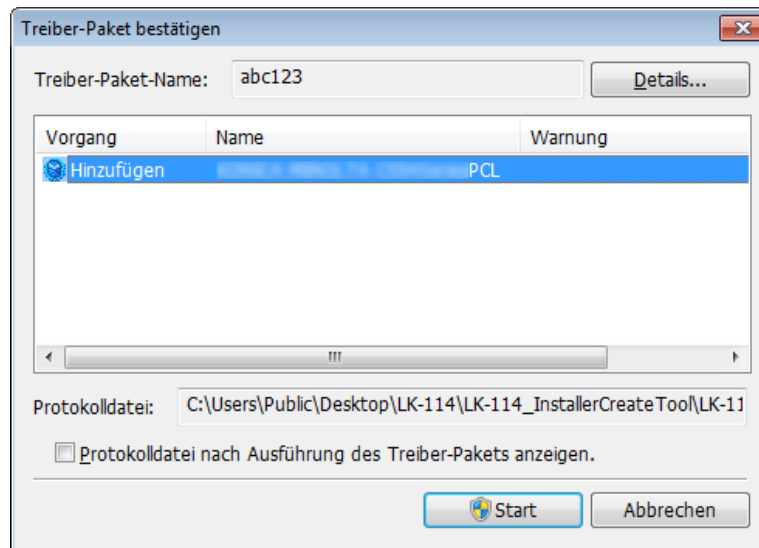 Treiber-Paket bestätigen
Treiber-Paket-Name: abc123 Details...
Vorgang Name Warnung
Hinzufügen PCL
Protokolldatei: C:\Users\Public\Desktop\LK-114\LK-114_InstallerCreateTool\LK-11
Protokolldatei nach Ausführung des Treiber-Pakets anzeigen.
Start Abbrechen